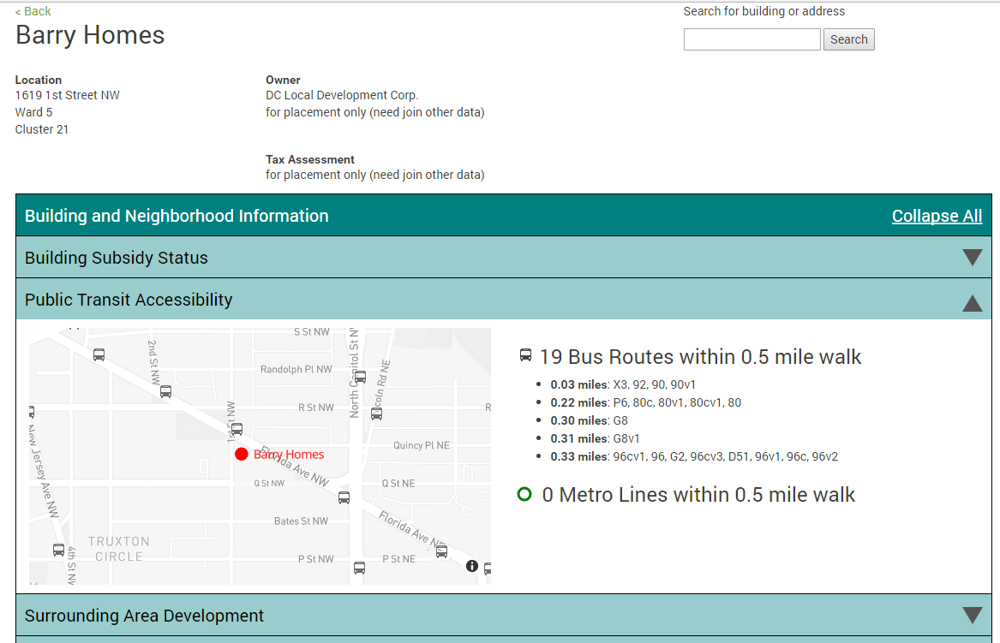 < Back
Barry Homes
Search for building or address
Search
Location
1619 1st Street NW
Ward 5
Cluster 21
Owner
DC Local Development Corp.
for placement only (need join other data)
Tax Assessment
for placement only (need join other data)
Building and Neighborhood Information
Collapse All
Building Subsidy Status
Public Transit Accessibility
S St NW
2nd St NW
Randolph Pl NW
North Capitol St N
coln Rd NE
R St NW
R
1st St NW
New Jersey Ave NW
Quincy Pl NE
Barry Homes
Florida Ave NW
Q St NW
Q St NE
Bates St NW
Florida Ave NE
TRUXTON
CIRCLE
4th St NW
P St NW
P St NE
19 Bus Routes within 0.5 mile walk
0.03 miles: X3, 92, 90, 90v1
0.22 miles: P6, 80c, 80v1, 80cv1, 80
0.30 miles: G8
0.31 miles: G8v1
0.33 miles: 96cv1, 96, G2, 96cv3, D51, 96v1, 96c, 96v2
0 Metro Lines within 0.5 mile walk
Surrounding Area Development